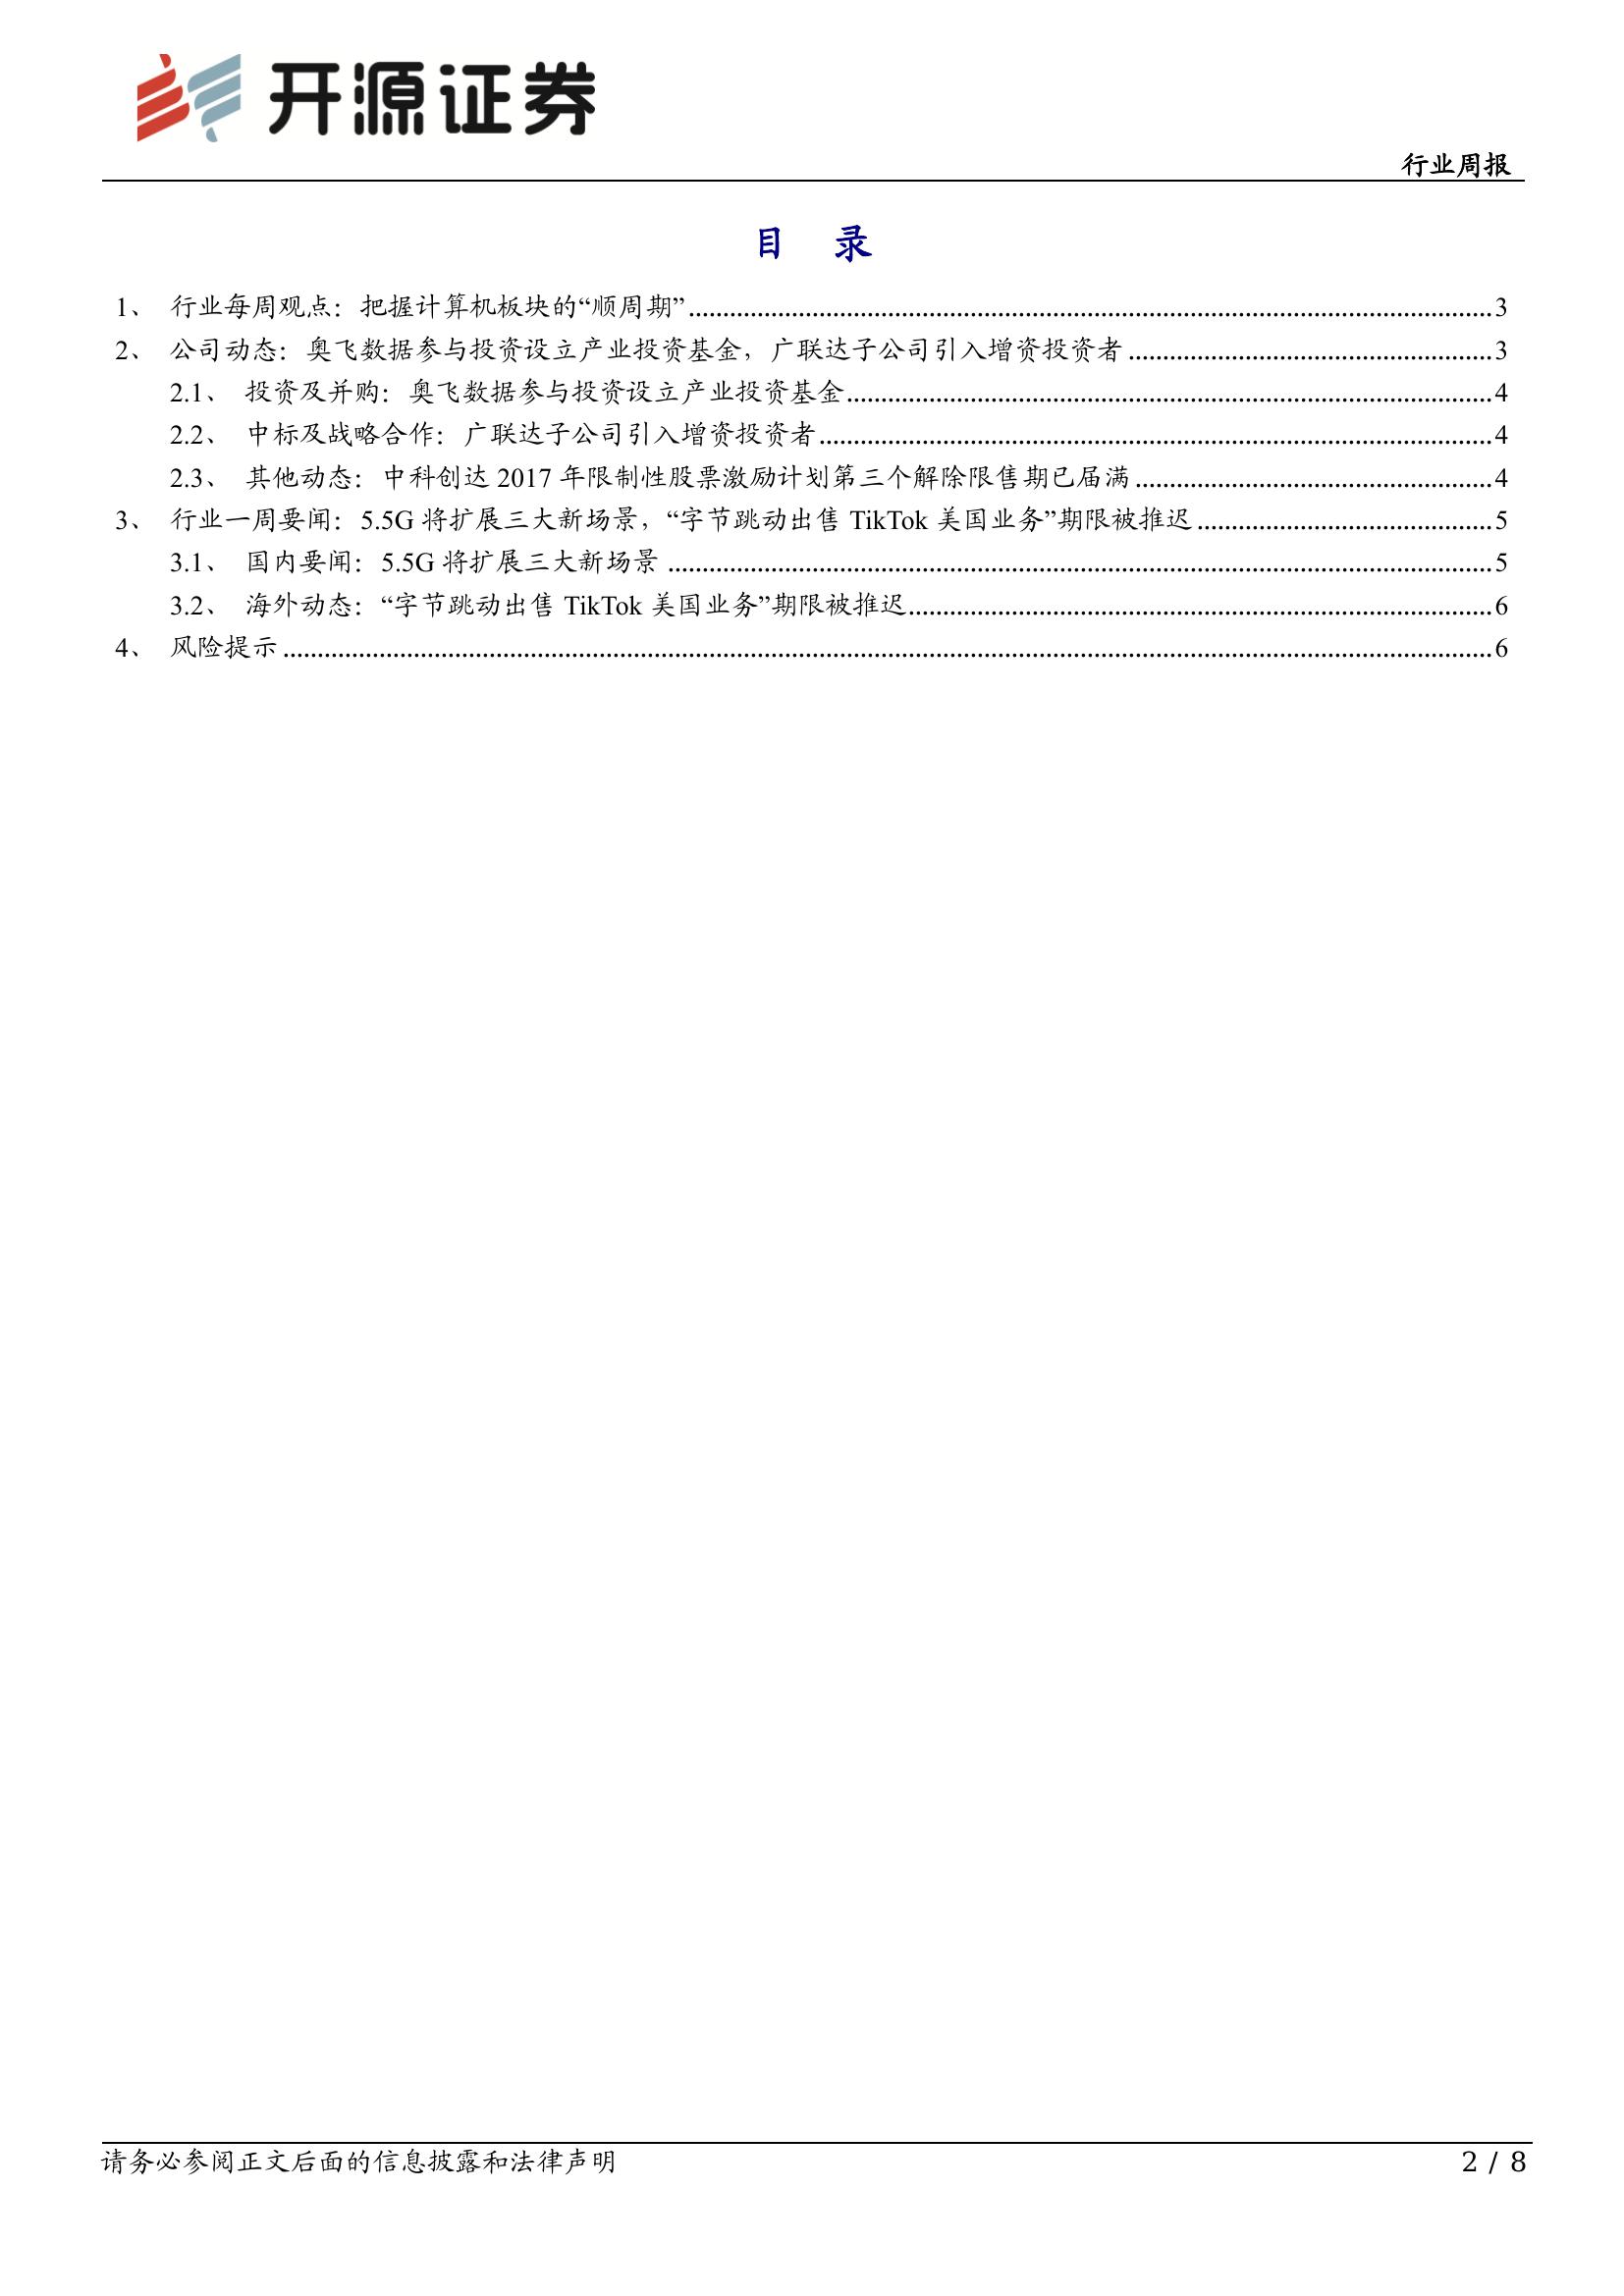 开源证券
行业周报
目 录
1、 行业每周观点：把握计算机板块的“顺周期” 3
2、 公司动态：奥飞数据参与投资设立产业投资基金，广联达子公司引入增资投资者 3
2.1、 投资及并购：奥飞数据参与投资设立产业投资基金 4
2.2、 中标及战略合作：广联达子公司引入增资投资者 4
2.3、 其他动态：中科创达 2017 年限制性股票激励计划第三个解除限售期已届满 4
3、 行业一周要闻：5.5G 将扩展三大新场景，“字节跳动出售 TikTok 美国业务”期限被推迟 5
3.1、 国内要闻：5.5G 将扩展三大新场景 5
3.2、 海外动态：“字节跳动出售 TikTok 美国业务”期限被推迟 6
4、 风险提示 6
请务必参阅正文后面的信息披露和法律声明 2 / 8